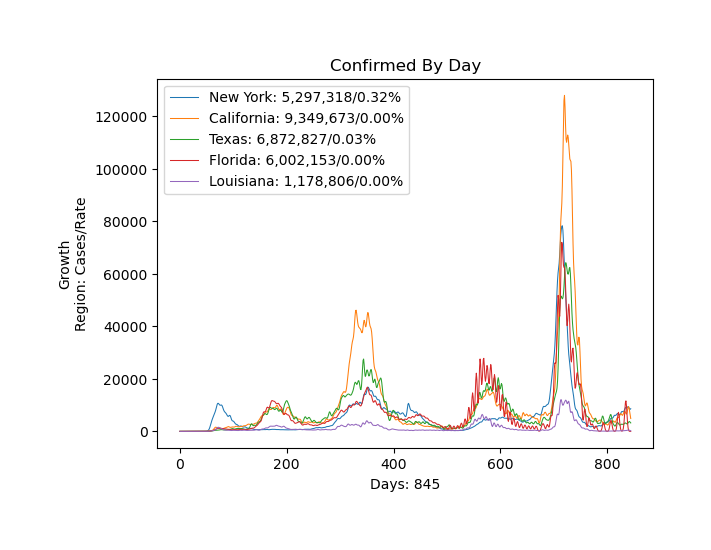 Confirmed By Day
New York: 5,297,318/0.32%
California: 9,349,673/0.00%
Texas: 6,872,827/0.03%
Florida: 6,002,153/0.00%
Louisiana: 1,178,806/0.00%
Growth
Region: Cases/Rate
120000
100000
80000
60000
40000
20000
0
0 200 400 600 800
Days: 845